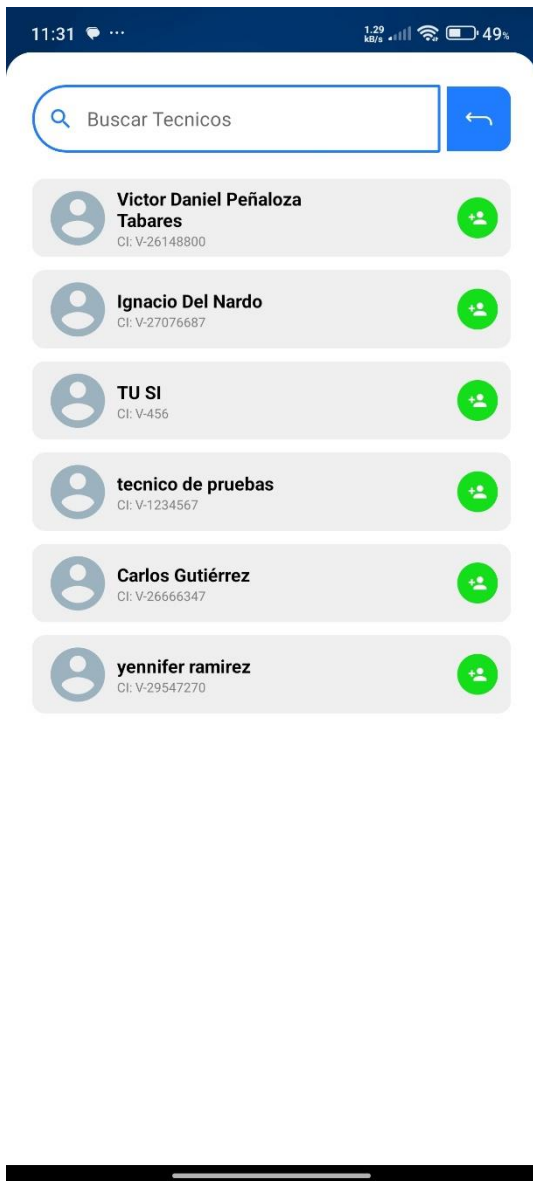 11:31 ... 1.29 kB/s 49%
Buscar Tecnicos
Victor Daniel Peñaloza
Tabares
CI: V-26148800
Ignacio Del Nardo
CI: V-27076687
TU SI
CI: V-456
tecnico de pruebas
CI: V-1234567
Carlos Gutiérrez
CI: V-26666347
yennifer ramirez
CI: V-29547270